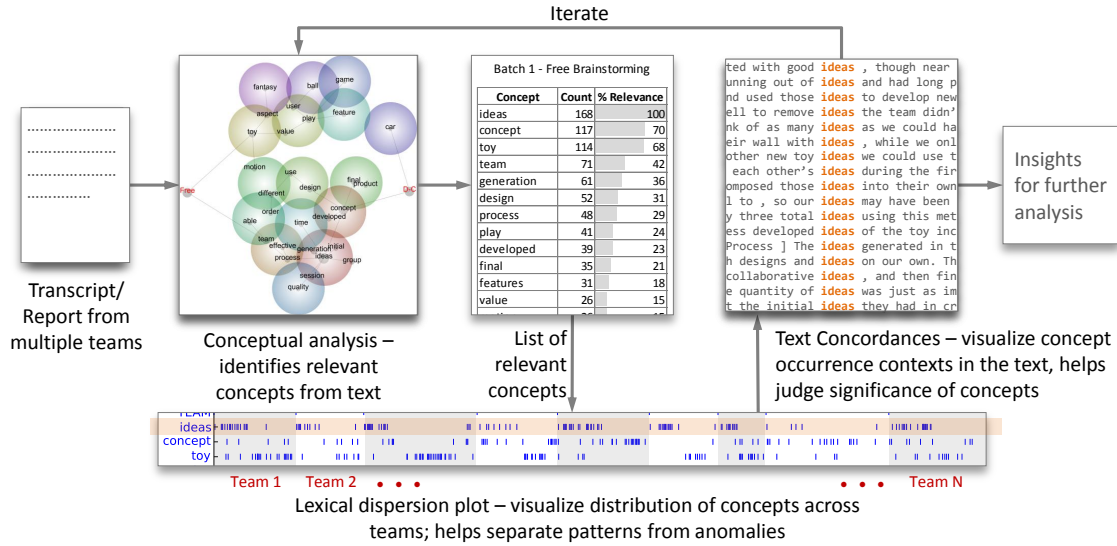 Iterate
Transcript/
Report from
multiple teams
fantasy
ball
game
aspect
user
play
feature
toy
value
car
motion
Free
use
different
design
final
product
D-C
concept
order
able
time
developed
team
effective
generation
initial
process
ideas
group
session
quality
Conceptual analysis –
identifies relevant
concepts from text
Batch 1 - Free Brainstorming
Concept Count % Relevance
ideas 168 100
concept 117 70
toy 114 68
team 71 42
generation 61 36
design 52 31
process 48 29
play 41 24
developed 39 23
final 35 21
features 31 18
value 26 15
List of
relevant
concepts
ted with good ideas , though near
unning out of ideas and had long p
nd used those ideas to develop new
ell to remove ideas the team didn’
nk of as many ideas as we could ha
eir wall with ideas , while we onl
other new toy ideas we could use t
each other’s ideas during the fir
omposed those ideas into their own
l to , so our ideas may have been
y three total ideas using this met
ess developed ideas of the toy inc
Process ] The ideas generated in t
h designs and ideas on our own. Th
collaborative ideas , and then fin
e quantity of ideas was just as im
t the initial ideas they had in cr
Text Concordances – visualize concept
occurrence contexts in the text, helps
judge significance of concepts
Insights
for further
analysis
TEAM
ideas
concept
toy
Team 1 Team 2 • • • • • • Team N
Lexical dispersion plot – visualize distribution of concepts across
teams; helps separate patterns from anomalies